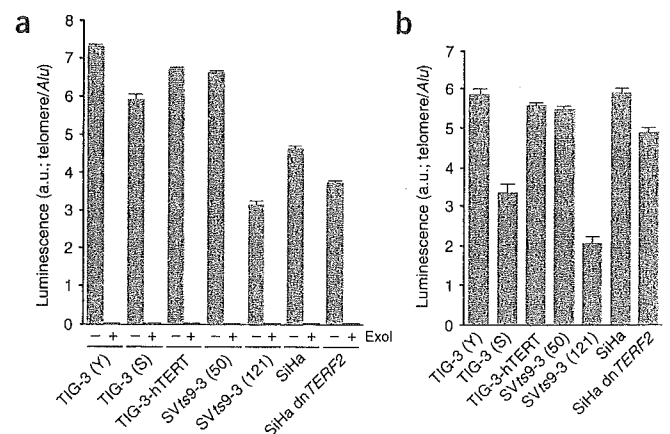 a
Luminescence (a.u.; telomere/Alu)
8
7
6
5
4
3
2
1
0
− + − + − + − + − + − + − + ExoI
TIG-3 (Y)
TIG-3 (S)
TIG-3-hTERT
SVts9-3 (50)
SVts9-3 (121)
SiHa
SiHa dnTERF2
b
Luminescence (a.u.; telomere/Alu)
7
6
5
4
3
2
1
0
TIG-3 (Y)
TIG-3 (S)
TIG-3-hTERT
SVts9-3 (50)
SVts9-3 (121)
SiHa
SiHa dnTERF2